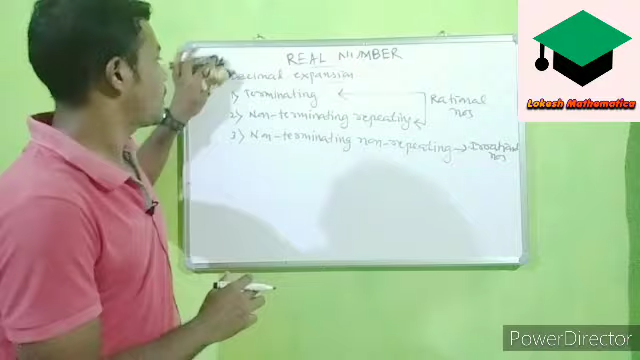 REAL NUMBER
Decimal expansion
1) Terminating
2) Non-terminating repeating
Rational
nos
3) Non-terminating non-repeating → Irrational
nos
Lokesh Mathematica
PowerDirector